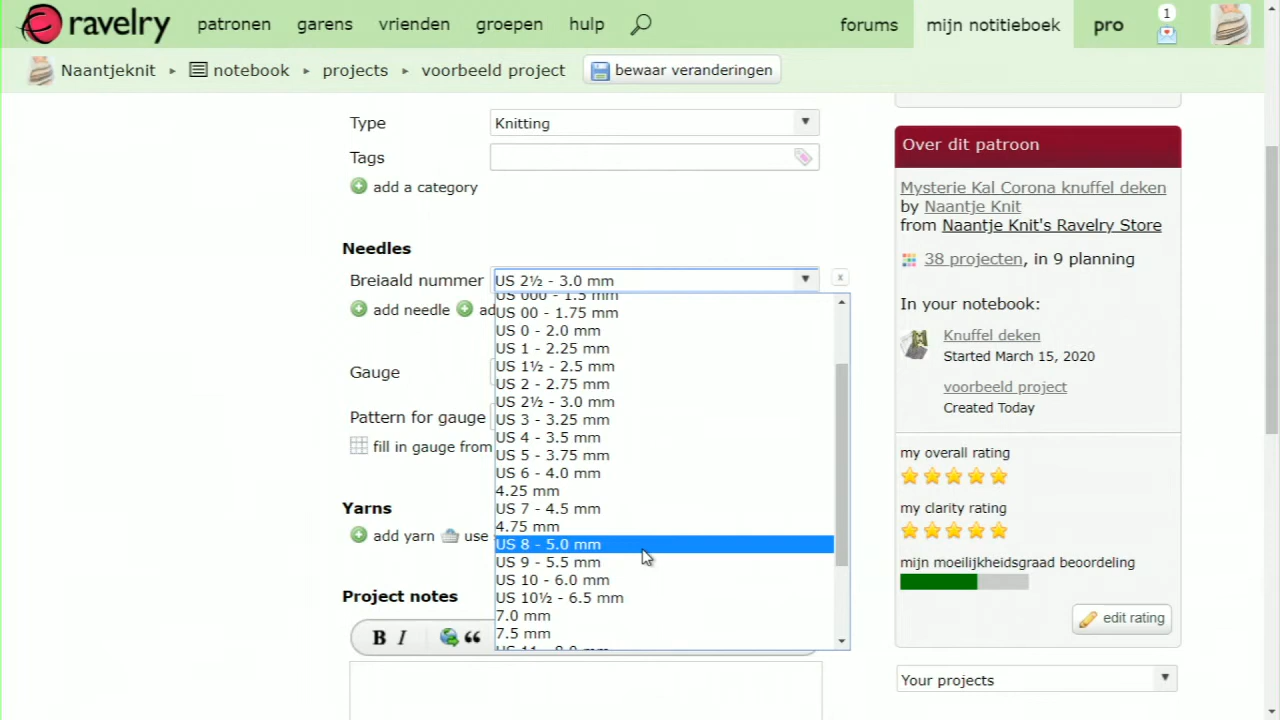 ravelry patronen garens vrienden groepen hulp forums mijn notitieboek pro 1
Naantjeknit ▸ notebook ▸ projects ▸ voorbeeld project bewaar veranderingen
Type Knitting
Tags
add a category
Needles
Breiaald nummer US 2½ - 3.0 mm x
add needle
US 000 - 1.5 mm
US 00 - 1.75 mm
US 0 - 2.0 mm
US 1 - 2.25 mm
US 1½ - 2.5 mm
US 2 - 2.75 mm
US 2½ - 3.0 mm
US 3 - 3.25 mm
US 4 - 3.5 mm
US 5 - 3.75 mm
US 6 - 4.0 mm
4.25 mm
US 7 - 4.5 mm
4.75 mm
US 8 - 5.0 mm
US 9 - 5.5 mm
US 10 - 6.0 mm
US 10½ - 6.5 mm
7.0 mm
7.5 mm
Gauge
Pattern for gauge
fill in gauge from
Yarns
add yarn use
Project notes
B I
Over dit patroon
Mysterie Kal Corona knuffel deken
by Naantje Knit
from Naantje Knit's Ravelry Store
38 projecten, in 9 planning
In your notebook:
Knuffel deken
Started March 15, 2020
voorbeeld project
Created Today
my overall rating
my clarity rating
mijn moeilijkheidsgraad beoordeling
edit rating
Your projects